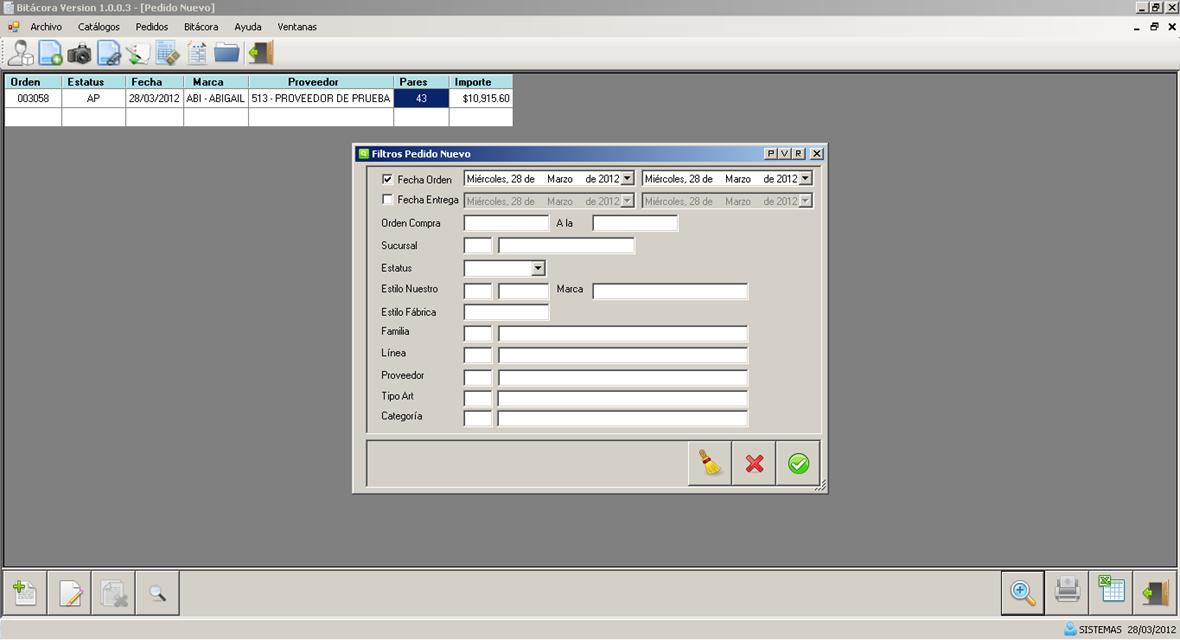 Bitácora Version 1.0.0.3 - [Pedido Nuevo]
Archivo Catálogos Pedidos Bitácora Ayuda Ventanas
Orden Estatus Fecha Marca Proveedor Pares Importe
003058 AP 28/03/2012 ABI - ABIGAIL 513 - PROVEEDOR DE PRUEBA 43 $10,915.60
Filtros Pedido Nuevo P V R
Fecha Orden Miércoles, 28 de Marzo de 2012 Miércoles, 28 de Marzo de 2012
Fecha Entrega Miércoles, 28 de Marzo de 2012 Miércoles, 28 de Marzo de 2012
Orden Compra A la
Sucursal
Estatus
Estilo Nuestro Marca
Estilo Fábrica
Familia
Línea
Proveedor
Tipo Art
Categoría
SISTEMAS 28/03/2012